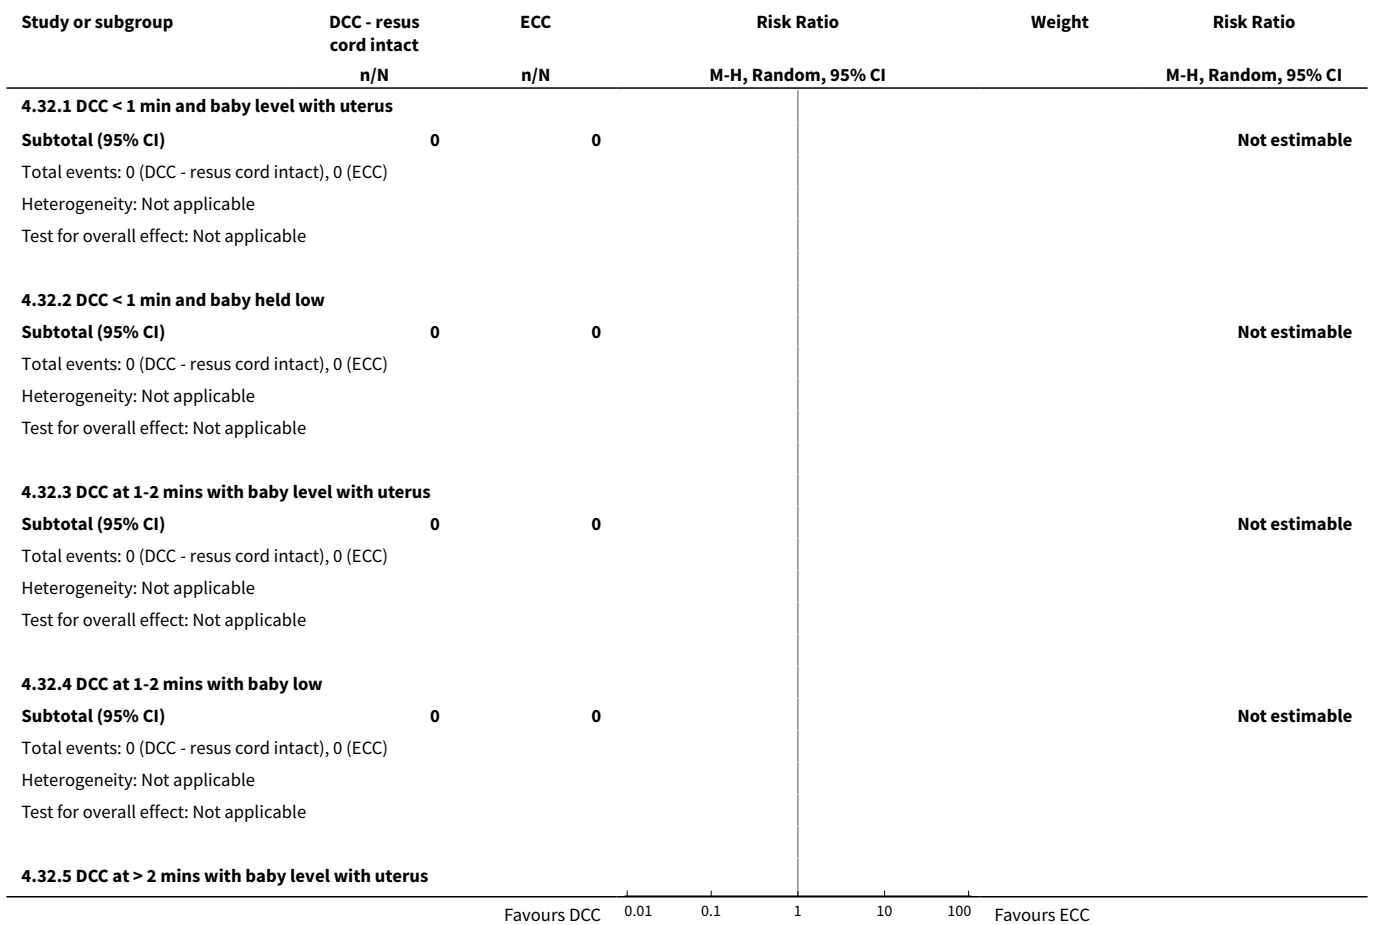 Study or subgroup DCC - resus cord intact ECC Risk Ratio Weight Risk Ratio
n/N n/N M-H, Random, 95% CI M-H, Random, 95% CI
4.32.1 DCC < 1 min and baby level with uterus
Subtotal (95% CI) 0 0 Not estimable
Total events: 0 (DCC - resus cord intact), 0 (ECC)
Heterogeneity: Not applicable
Test for overall effect: Not applicable
4.32.2 DCC < 1 min and baby held low
Subtotal (95% CI) 0 0 Not estimable
Total events: 0 (DCC - resus cord intact), 0 (ECC)
Heterogeneity: Not applicable
Test for overall effect: Not applicable
4.32.3 DCC at 1-2 mins with baby level with uterus
Subtotal (95% CI) 0 0 Not estimable
Total events: 0 (DCC - resus cord intact), 0 (ECC)
Heterogeneity: Not applicable
Test for overall effect: Not applicable
4.32.4 DCC at 1-2 mins with baby low
Subtotal (95% CI) 0 0 Not estimable
Total events: 0 (DCC - resus cord intact), 0 (ECC)
Heterogeneity: Not applicable
Test for overall effect: Not applicable
4.32.5 DCC at > 2 mins with baby level with uterus
Favours DCC 0.01 0.1 1 10 100 Favours ECC